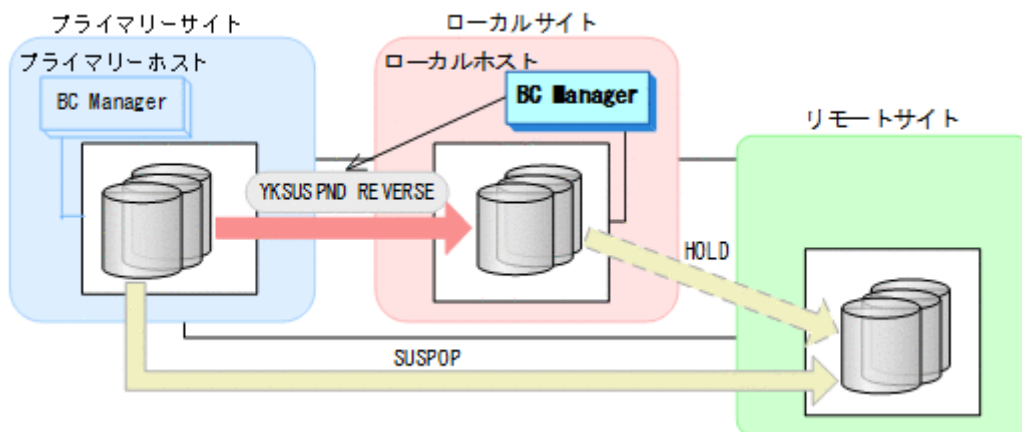 プライマリーサイト
ローカルサイト
プライマリーホスト
ローカルホスト
BC Manager
BC Manager
リモートサイト
YKSUSPND REVERSE
HOLD
SUSPOP